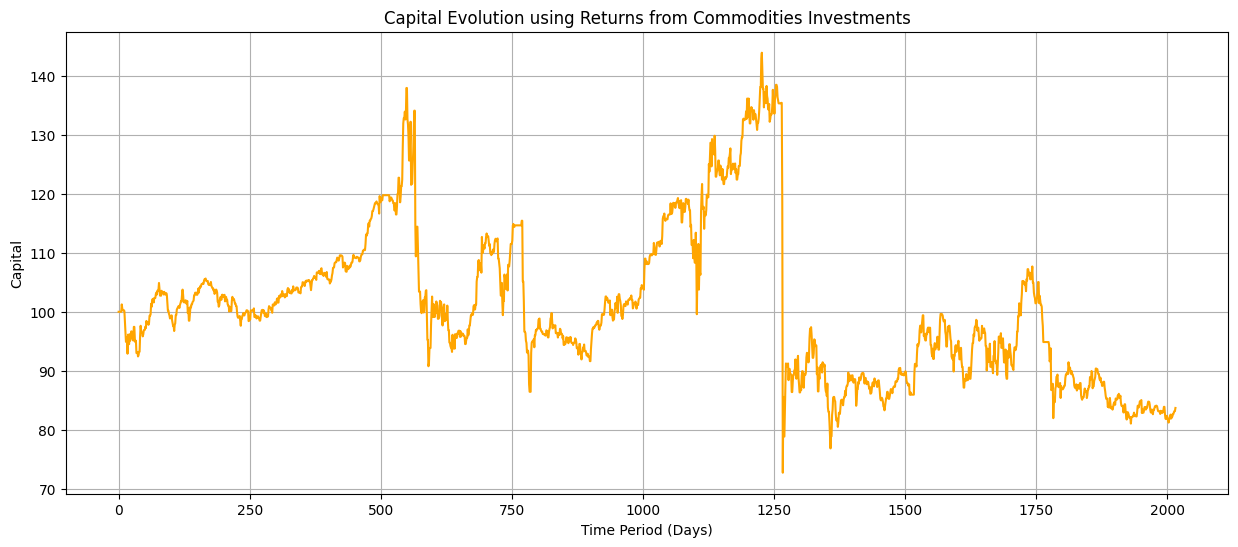 Capital Evolution using Returns from Commodities Investments
Capital
140
130
120
110
100
90
80
70
0 250 500 750 1000 1250 1500 1750 2000
Time Period (Days)